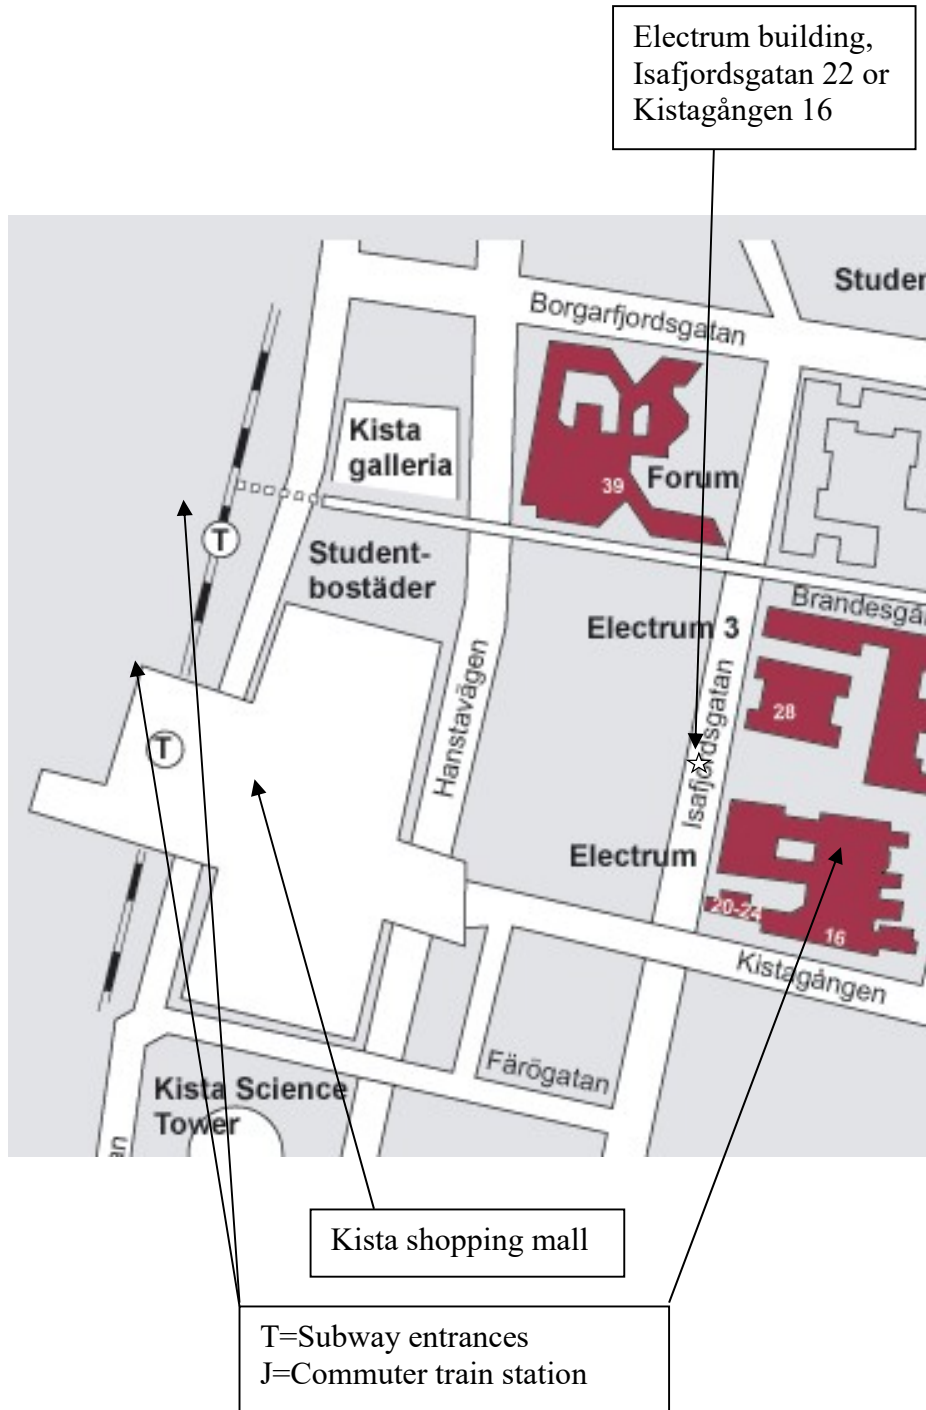 Electrum building,
Isafjordsgatan 22 or
Kistagången 16
Studen
Borgarfjordsgatan
Kista
galleria
39
Forum
T
Student-
bostäder
Brandesgå
Electrum 3
Isafjordsgatan
28
Hanstavägen
T
Electrum
20-24
16
Kistagången
Färögatan
Kista Science
Tower
an
Kista shopping mall
T=Subway entrances
J=Commuter train station